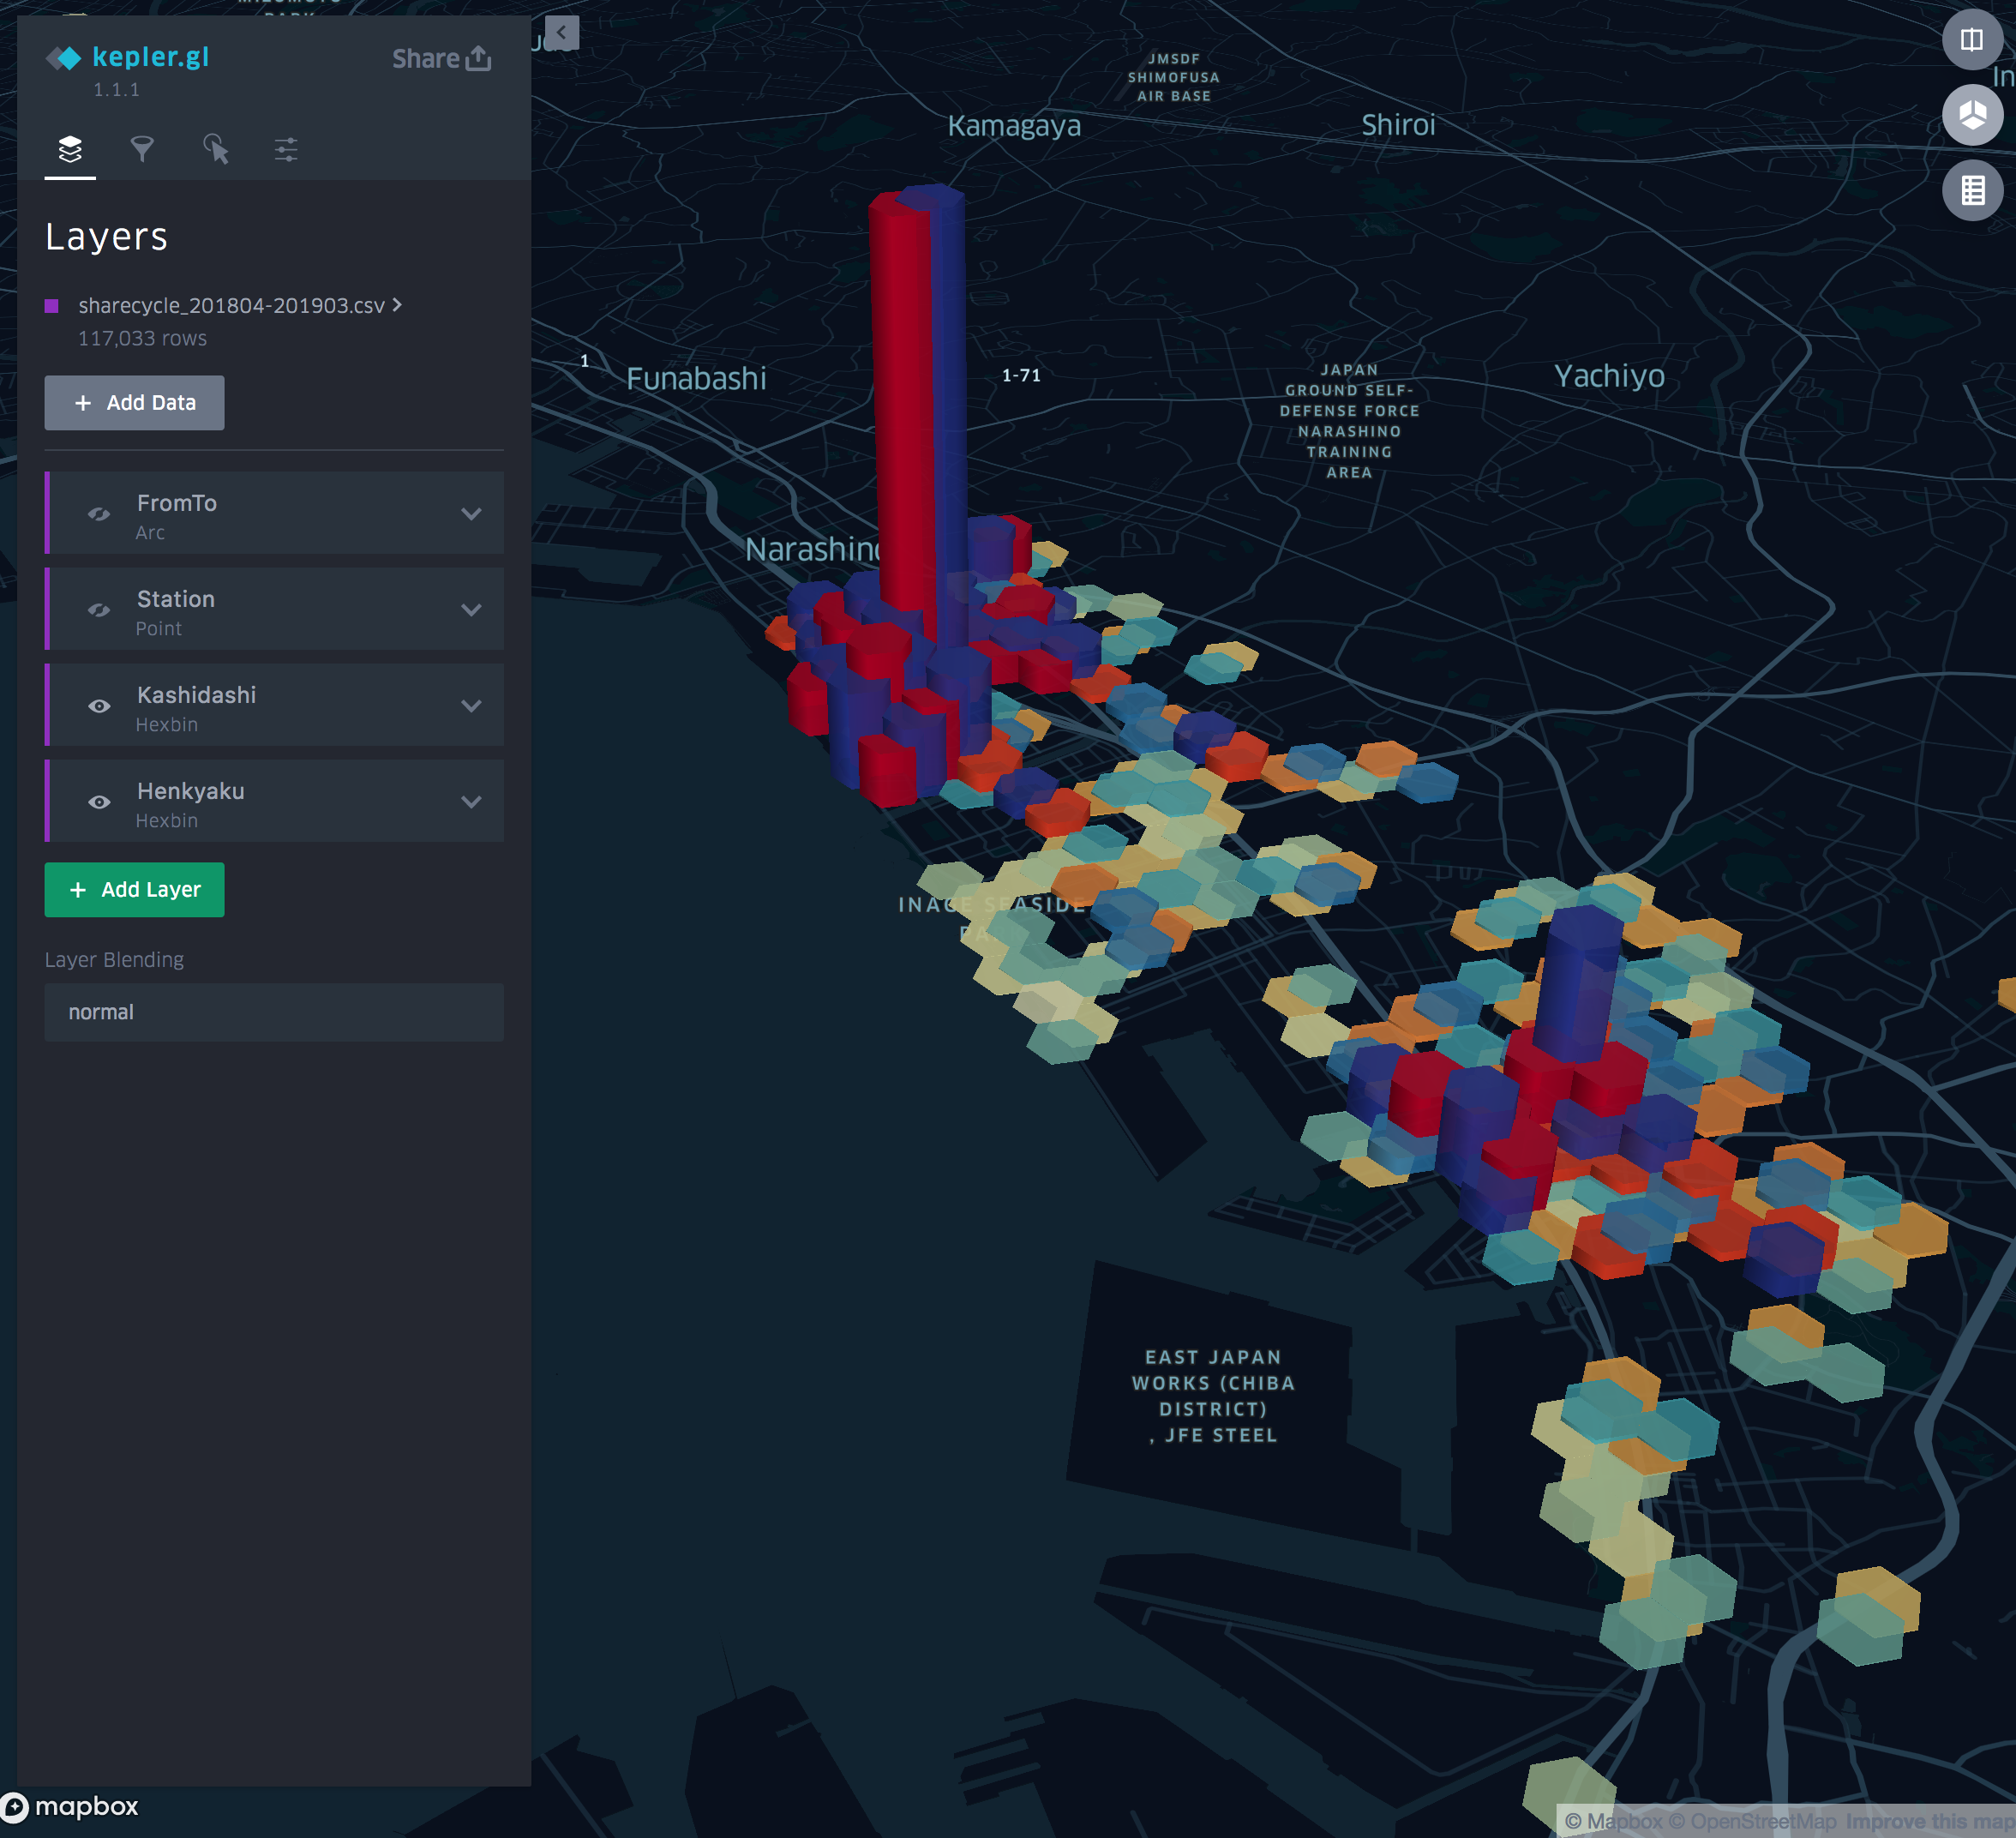 kepler.gl
1.1.1
Share
Layers
sharecycle_201804-201903.csv
117,033 rows
+ Add Data
FromTo
Arc
Station
Point
Kashidashi
Hexbin
Henkyaku
Hexbin
+ Add Layer
Layer Blending
normal
mapbox
JMSDF
SHIMOFUSA
AIR BASE
Kamagaya
Shiroi
1
Funabashi
1-71
JAPAN
GROUND SELF-
DEFENSE FORCE
NARASHINO
TRAINING
AREA
Yachiyo
Narashino
INAGE SEASIDE
PA
EAST JAPAN
WORKS (CHIBA
DISTRICT)
, JFE STEEL
© Mapbox © OpenStreetMap Improve this map